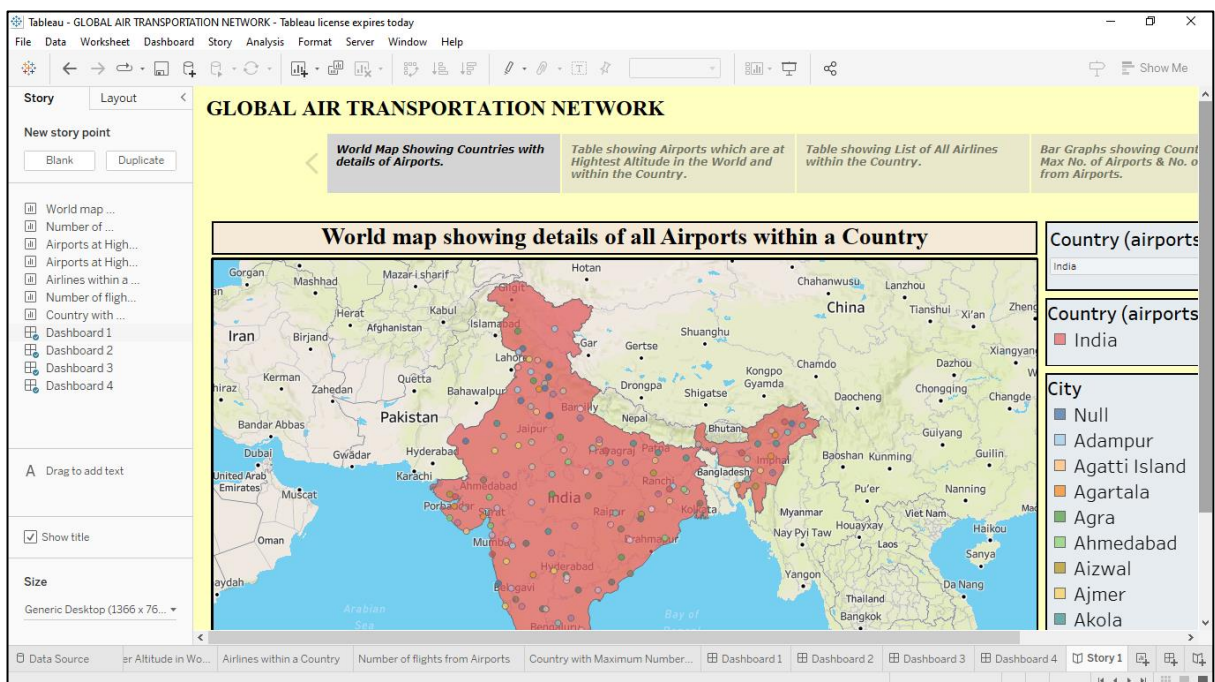 Tableau - GLOBAL AIR TRANSPORTATION NETWORK - Tableau license expires today
File Data Worksheet Dashboard Story Analysis Format Server Window Help
Show Me
Story Layout
New story point
Blank Duplicate
World map ...
Number of ...
Airports at High...
Airports at High...
Airlines within a ...
Number of fligh...
Country with ...
Dashboard 1
Dashboard 2
Dashboard 3
Dashboard 4
A Drag to add text
Show title
Size
Generic Desktop (1366 x 76...
GLOBAL AIR TRANSPORTATION NETWORK
World Map Showing Countries with
details of Airports.
Table showing Airports which are at
Hightest Altitude in the World and
within the Country.
Table showing List of All Airlines
within the Country.
Bar Graphs showing Count
Max No. of Airports & No. o
from Airports.
World map showing details of all Airports within a Country
Gorgan
Mashhad
Mazar-i-sharif
Hotan
Chahanwusu
Lanzhou
China
Tianshui
Xi'an
Zheng
Herat
Kabul
Gilgit
Islamabad
Afghanistan
Iran
Birjand
Shuanghu
Gar
Gertse
Lahore
Xiangyan
Kerman
Zahedan
Quetta
Bahawalpur
Drongpa
Shigatse
Kongpo
Gyamda
Chamdo
Daocheng
Dazhou
Chongqing
Changde
hiraz
Pakistan
Bareilly
Nepal
Bhutan
Bandar Abbas
Jaipur
Guiyang
Dubai
Gwadar
Hyderabad
Prayagraj
Patna
Imphal
Baoshan
Kunming
Guilin
United Arab
Emirates
Muscat
Karachi
Ahmedabad
Ranchi
Bangladesh
Pu'er
Nanning
Porbandar
Surat
India
Raipur
Kolkata
Myanmar
Houayxay
Viet Nam
Haikou
Mac
Oman
Mumbai
Brahmapur
Nay Pyi Taw
Laos
Sanya
Hyderabad
Yangon
aydah
Belgavi
Da Nang
Arabian
Sea
Bay of
Thailand
Bangkok
Bengaluru
Country (airports
India
Country (airports
India
City
Null
Adampur
Agatti Island
Agartala
Agra
Ahmedabad
Aizwal
Ajmer
Akola
Data Source er Altitude in Wo... Airlines within a Country Number of flights from Airports Country with Maximum Number... Dashboard 1 Dashboard 2 Dashboard 3 Dashboard 4 Story 1